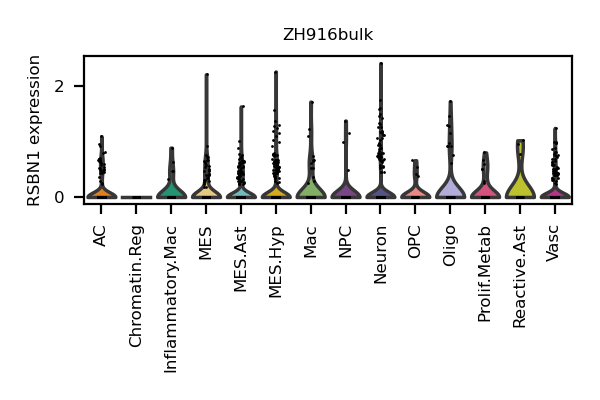 ZH916bulk
RSBN1 expression
2
0
AC
Chromatin.Reg
Inflammatory.Mac
MES
MES.Ast
MES.Hyp
Mac
NPC
Neuron
OPC
Oligo
Prolif.Metab
Reactive.Ast
Vasc